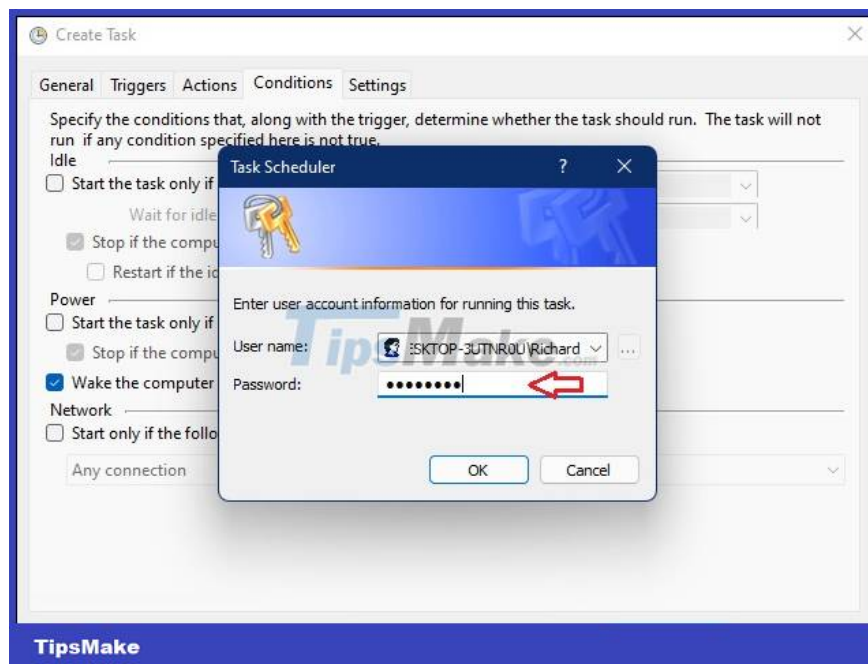 Create Task
General Triggers Actions Conditions Settings
Specify the conditions that, along with the trigger, determine whether the task should run. The task will not
run if any condition specified here is not true.
Idle
Start the task only if
Wait for idle
Stop if the compu
Restart if the id
Power
Start the task only if
Stop if the compu
Wake the computer
Network
Start only if the follo
Any connection
Task Scheduler ?
Enter user account information for running this task.
User name: ESKTOP-3UTNR0U\Richard ...
Password: ••••••••
OK Cancel
TipsMake.com
TipsMake